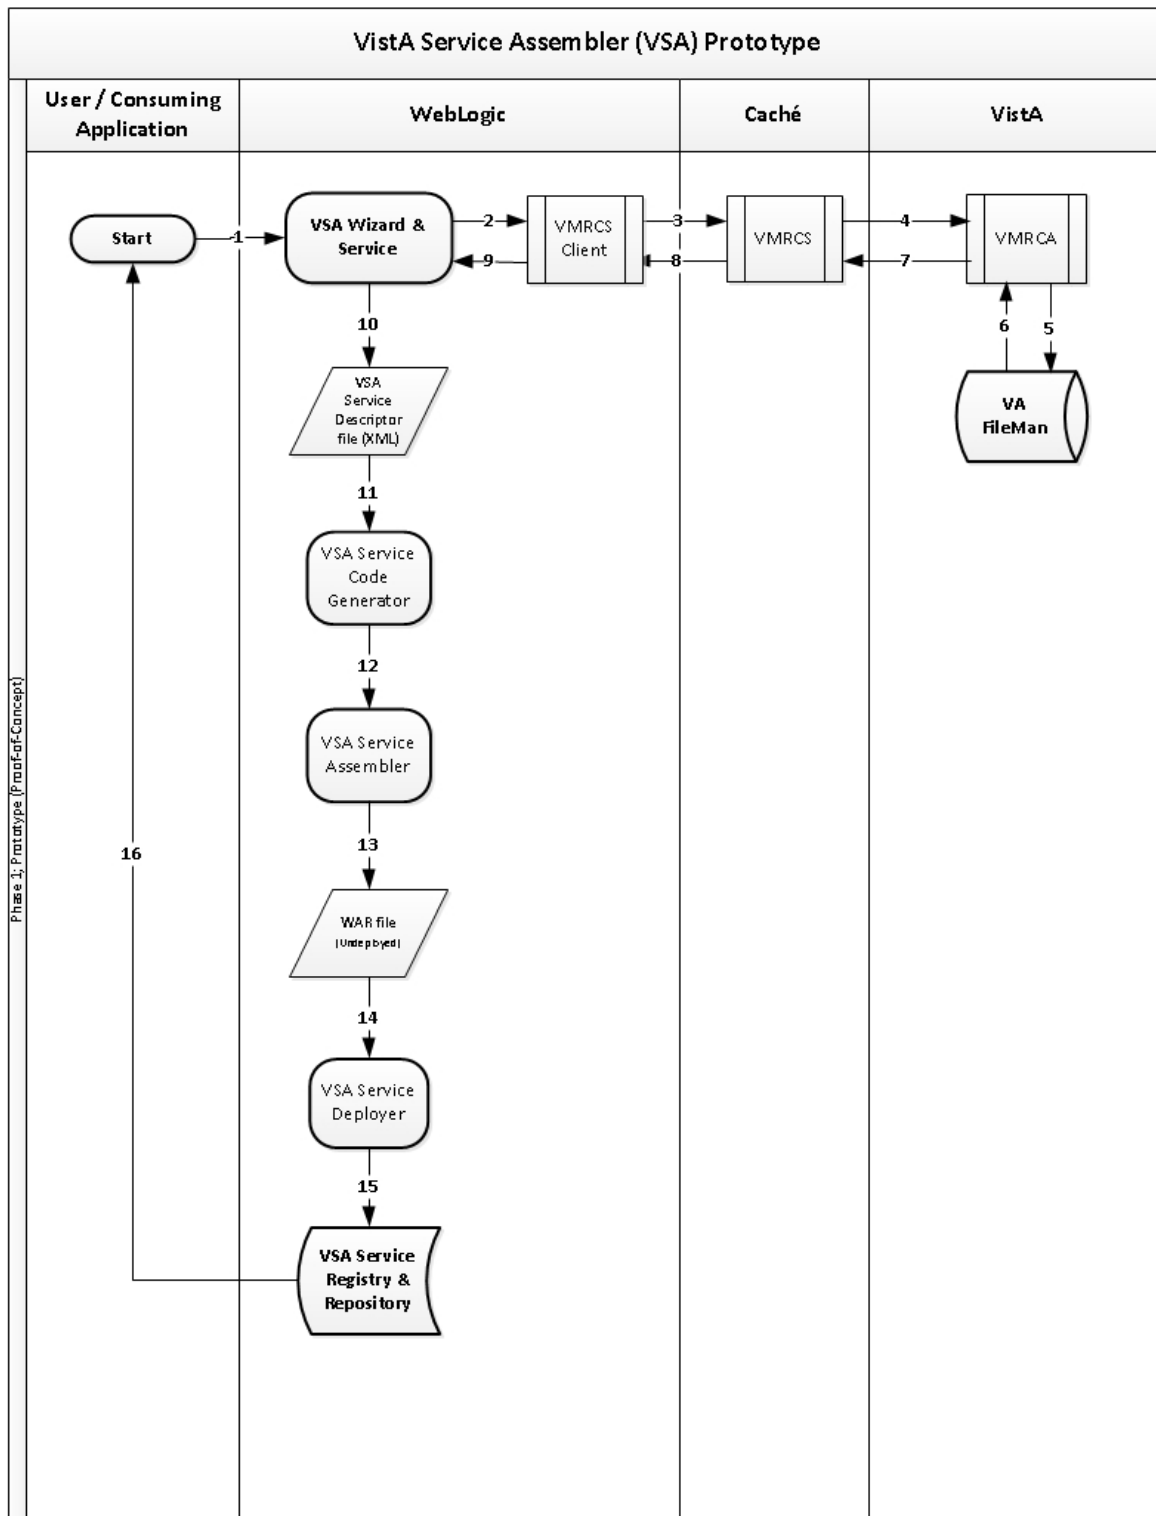 VistA Service Assembler (VSA) Prototype
User / Consuming
Application
WebLogic
Caché
VistA
Phase 1; Prototype (Proof-of-Concept)
Start
1
VSA Wizard &
Service
2
9
VMRCS
Client
3
8
VMRCS
4
7
VMRCA
6
5
VA
FileMan
10
VSA
Service
Descriptor
file (XML)
11
VSA Service
Code
Generator
12
VSA Service
Assembler
13
16
WAR file
(Undeployed)
14
VSA Service
Deployer
15
VSA Service
Registry &
Repository